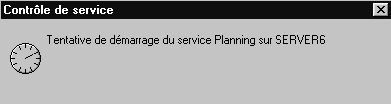 Contrôle de service
Tentative de démarrage du service Planning sur SERVER6